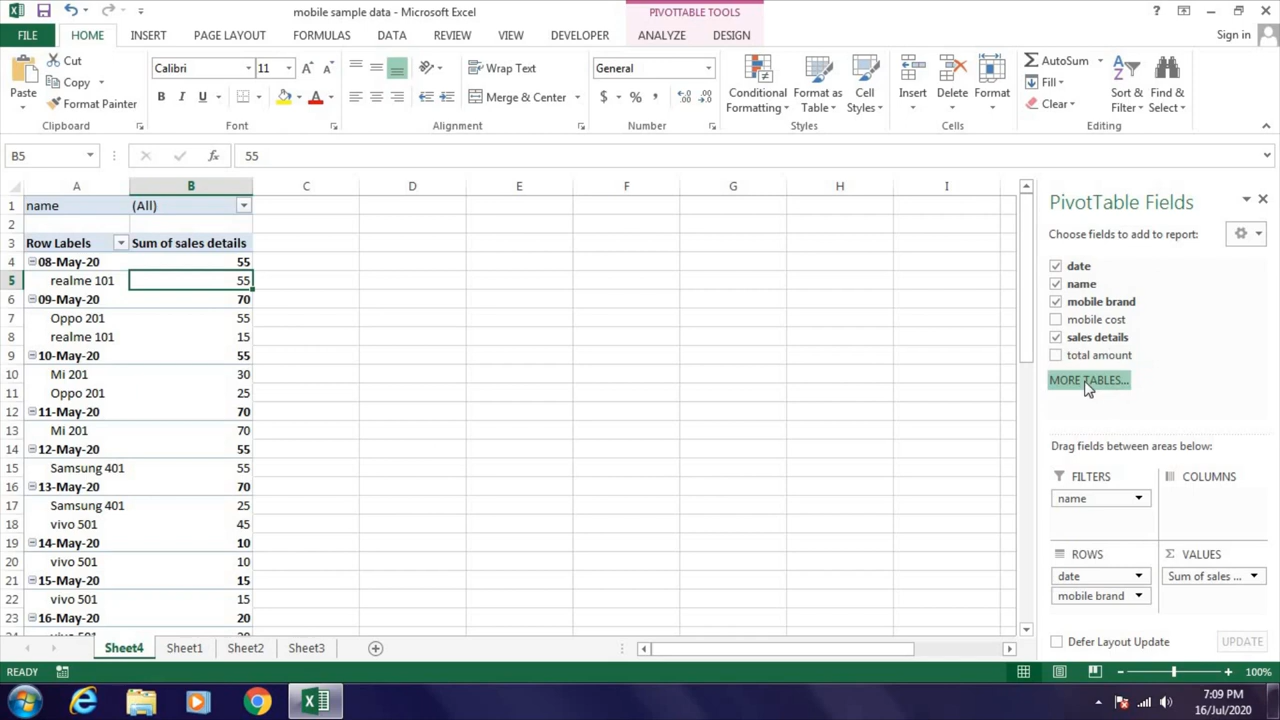 mobile sample data - Microsoft Excel
PIVOTTABLE TOOLS
?
FILE HOME INSERT PAGE LAYOUT FORMULAS DATA REVIEW VIEW DEVELOPER ANALYZE DESIGN Sign in
Paste
Cut
Copy
Format Painter
Clipboard
Calibri 11
B I U A
Font
Wrap Text
Merge & Center
Alignment
General
$ % ,
Number
Conditional Formatting
Format as Table
Cell Styles
Styles
Insert Delete Format
Cells
AutoSum
Fill
Clear
Sort & Filter
Find & Select
Editing
B5 fx 55
A B C D E F G H I
1 name (All)
2
3 Row Labels Sum of sales details
4 08-May-20 55
5 realme 101 55
6 09-May-20 70
7 Oppo 201 55
8 realme 101 15
9 10-May-20 55
10 Mi 201 30
11 Oppo 201 25
12 11-May-20 70
13 Mi 201 70
14 12-May-20 55
15 Samsung 401 55
16 13-May-20 70
17 Samsung 401 25
18 vivo 501 45
19 14-May-20 10
20 vivo 501 10
21 15-May-20 15
22 vivo 501 15
23 16-May-20 20
PivotTable Fields
Choose fields to add to report:
date
name
mobile brand
mobile cost
sales details
total amount
MORE TABLES...
Drag fields between areas below:
FILTERS COLUMNS
name
ROWS Σ VALUES
date Sum of sales ...
mobile brand
Defer Layout Update UPDATE
Sheet4 Sheet1 Sheet2 Sheet3
READY 100%
7:09 PM
16/Jul/2020